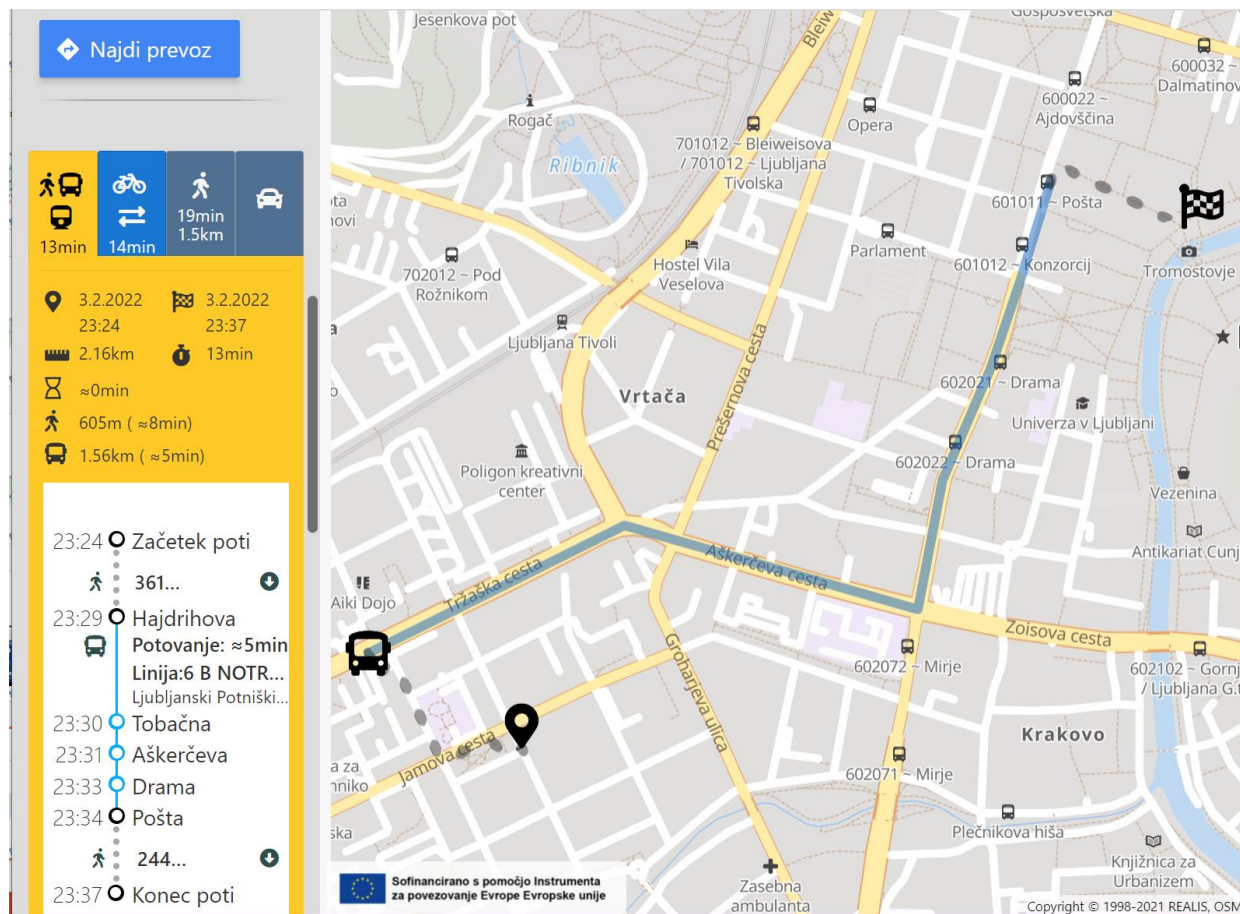 Najdi prevoz
13min
14min
19min
1.5km
3.2.2022
23:24
3.2.2022
23:37
2.16km
13min
≈0min
605m ( ≈8min)
1.56km ( ≈5min)
23:24 Začetek poti
361...
23:29 Hajdrihova
Potovanje: ≈5min
Linija:6 B NOTR...
Ljubljanski Potniški...
23:30 Tobačna
23:31 Aškerčeva
23:33 Drama
23:34 Pošta
244...
23:37 Konec poti
Jesenkova pot
Bleiw
Gosposvetska
600032 ~
Dalmatinov
600022 ~
Ajdovščina
Rogač
Opera
Ribnik
701012 ~ Bleiweisova
/ 701012 ~ Ljubljana
Tivolska
601011 ~ Pošta
ota
novi
Parlament
601012 ~ Konzorcij
Tromostovje
702012 ~ Pod
Rožnikom
Hostel Vila
Veselova
Ljubljana Tivoli
Prešernova cesta
602021 ~ Drama
Vrtača
Univerza v Ljubljani
602022 ~ Drama
Poligon kreativni
center
Vezenina
Antikariat Cunj
Aškerčeva cesta
Tržaška cesta
Aiki Dojo
Zoisova cesta
602072 ~ Mirje
602102 ~ Gornj
/ Ljubljana G.t
Groharjeva ulica
Jamova cesta
Krakovo
a za
hniko
602071 ~ Mirje
ska
Plečnikova hiša
Knjižnica za
Urbanizem
Zasebna
ambulanta
Sofinancirano s pomočjo Instrumenta
za povezovanje Evrope Evropske unije
Copyright © 1998-2021 REALIS, OSM